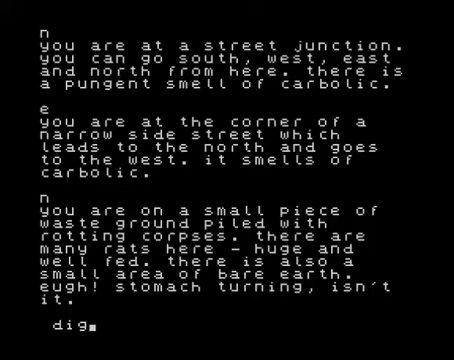 n
you are at a street junction.
you can go south, west, east
and north from here. there is
a pungent smell of carbolic.
e
you are at the corner of a
narrow side street which
leads to the north and goes
to the west. it smells of
carbolic.
n
you are on a small piece of
waste ground piled with
rotting corpses. there are
many rats here - huge and
well fed. there is also a
small area of bare earth.
eugh! stomach turning, isn't
it.
dig